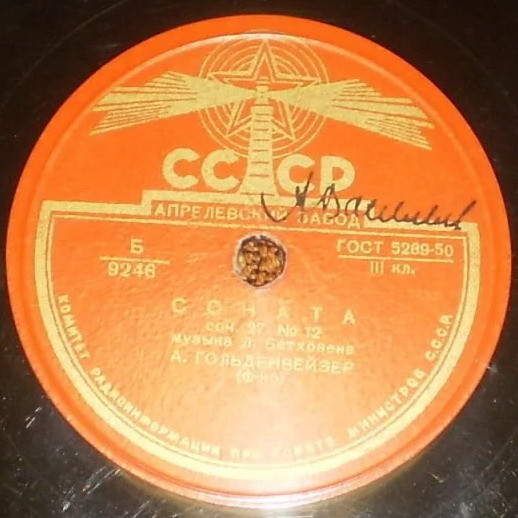 СССР
АПРЕЛЕВСКИЙ ЗАВОД
Б
9246
ГОСТ 5289-50
III кл.
СОНАТА
соч. 27, № 12
музыка Л. Бетховена
А. ГОЛЬДЕНВЕЙЗЕР
(ф-но)
КОМИТЕТ РАДИОИНФОРМАЦИИ ПРИ СОВЕТЕ МИНИСТРОВ СССР